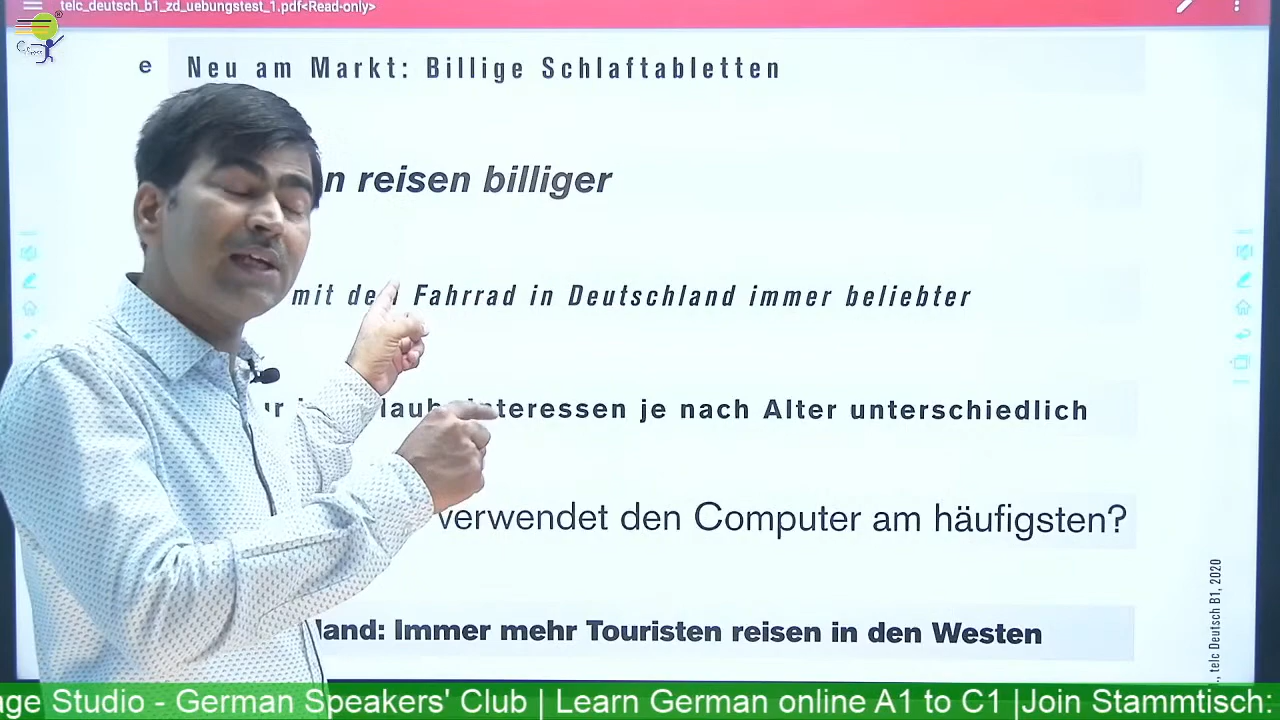 telc_deutsch_b1_zd_uebungstest_1.pdf<Read-only>
e Neu am Markt: Billige Schlaftabletten
n reisen billiger
mit dem Fahrrad in Deutschland immer beliebter
interessen je nach Alter unterschiedlich
verwendet den Computer am häufigsten?
land: Immer mehr Touristen reisen in den Westen
telc Deutsch B1, 2020
age Studio - German Speakers' Club | Learn German online A1 to C1 |Join Stammtisch: